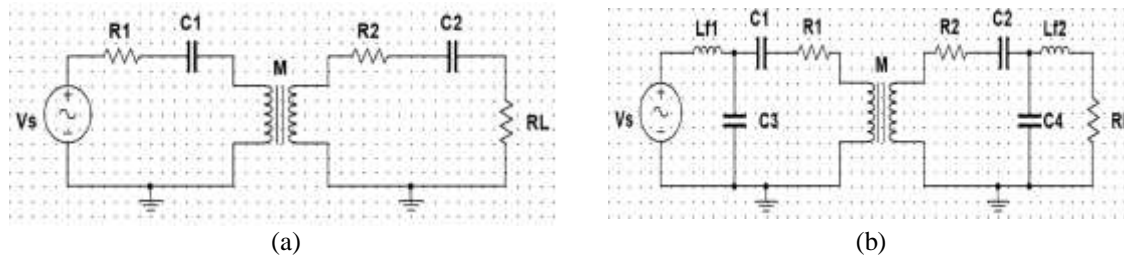 R1 C1 R2 C2
M
Vs
RL
(a)
Lf1 C1 R1 R2 C2 Lf2
M
Vs C3 C4
(b)